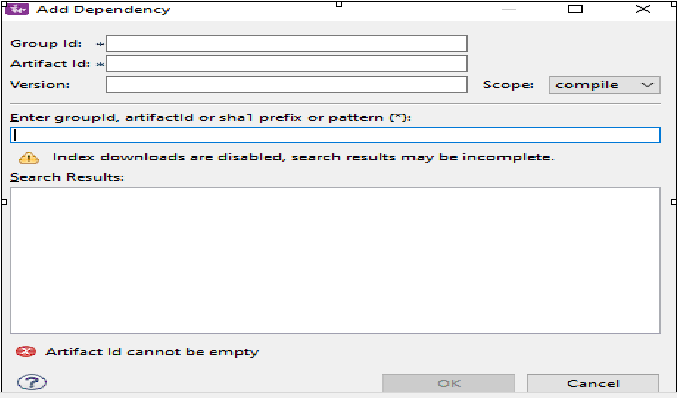 Add Dependency
Group Id: *
Artifact Id: *
Version:
Scope: compile
Enter groupId, artifactId or sha1 prefix or pattern (*):
Index downloads are disabled, search results may be incomplete.
Search Results:
Artifact Id cannot be empty
?
OK Cancel